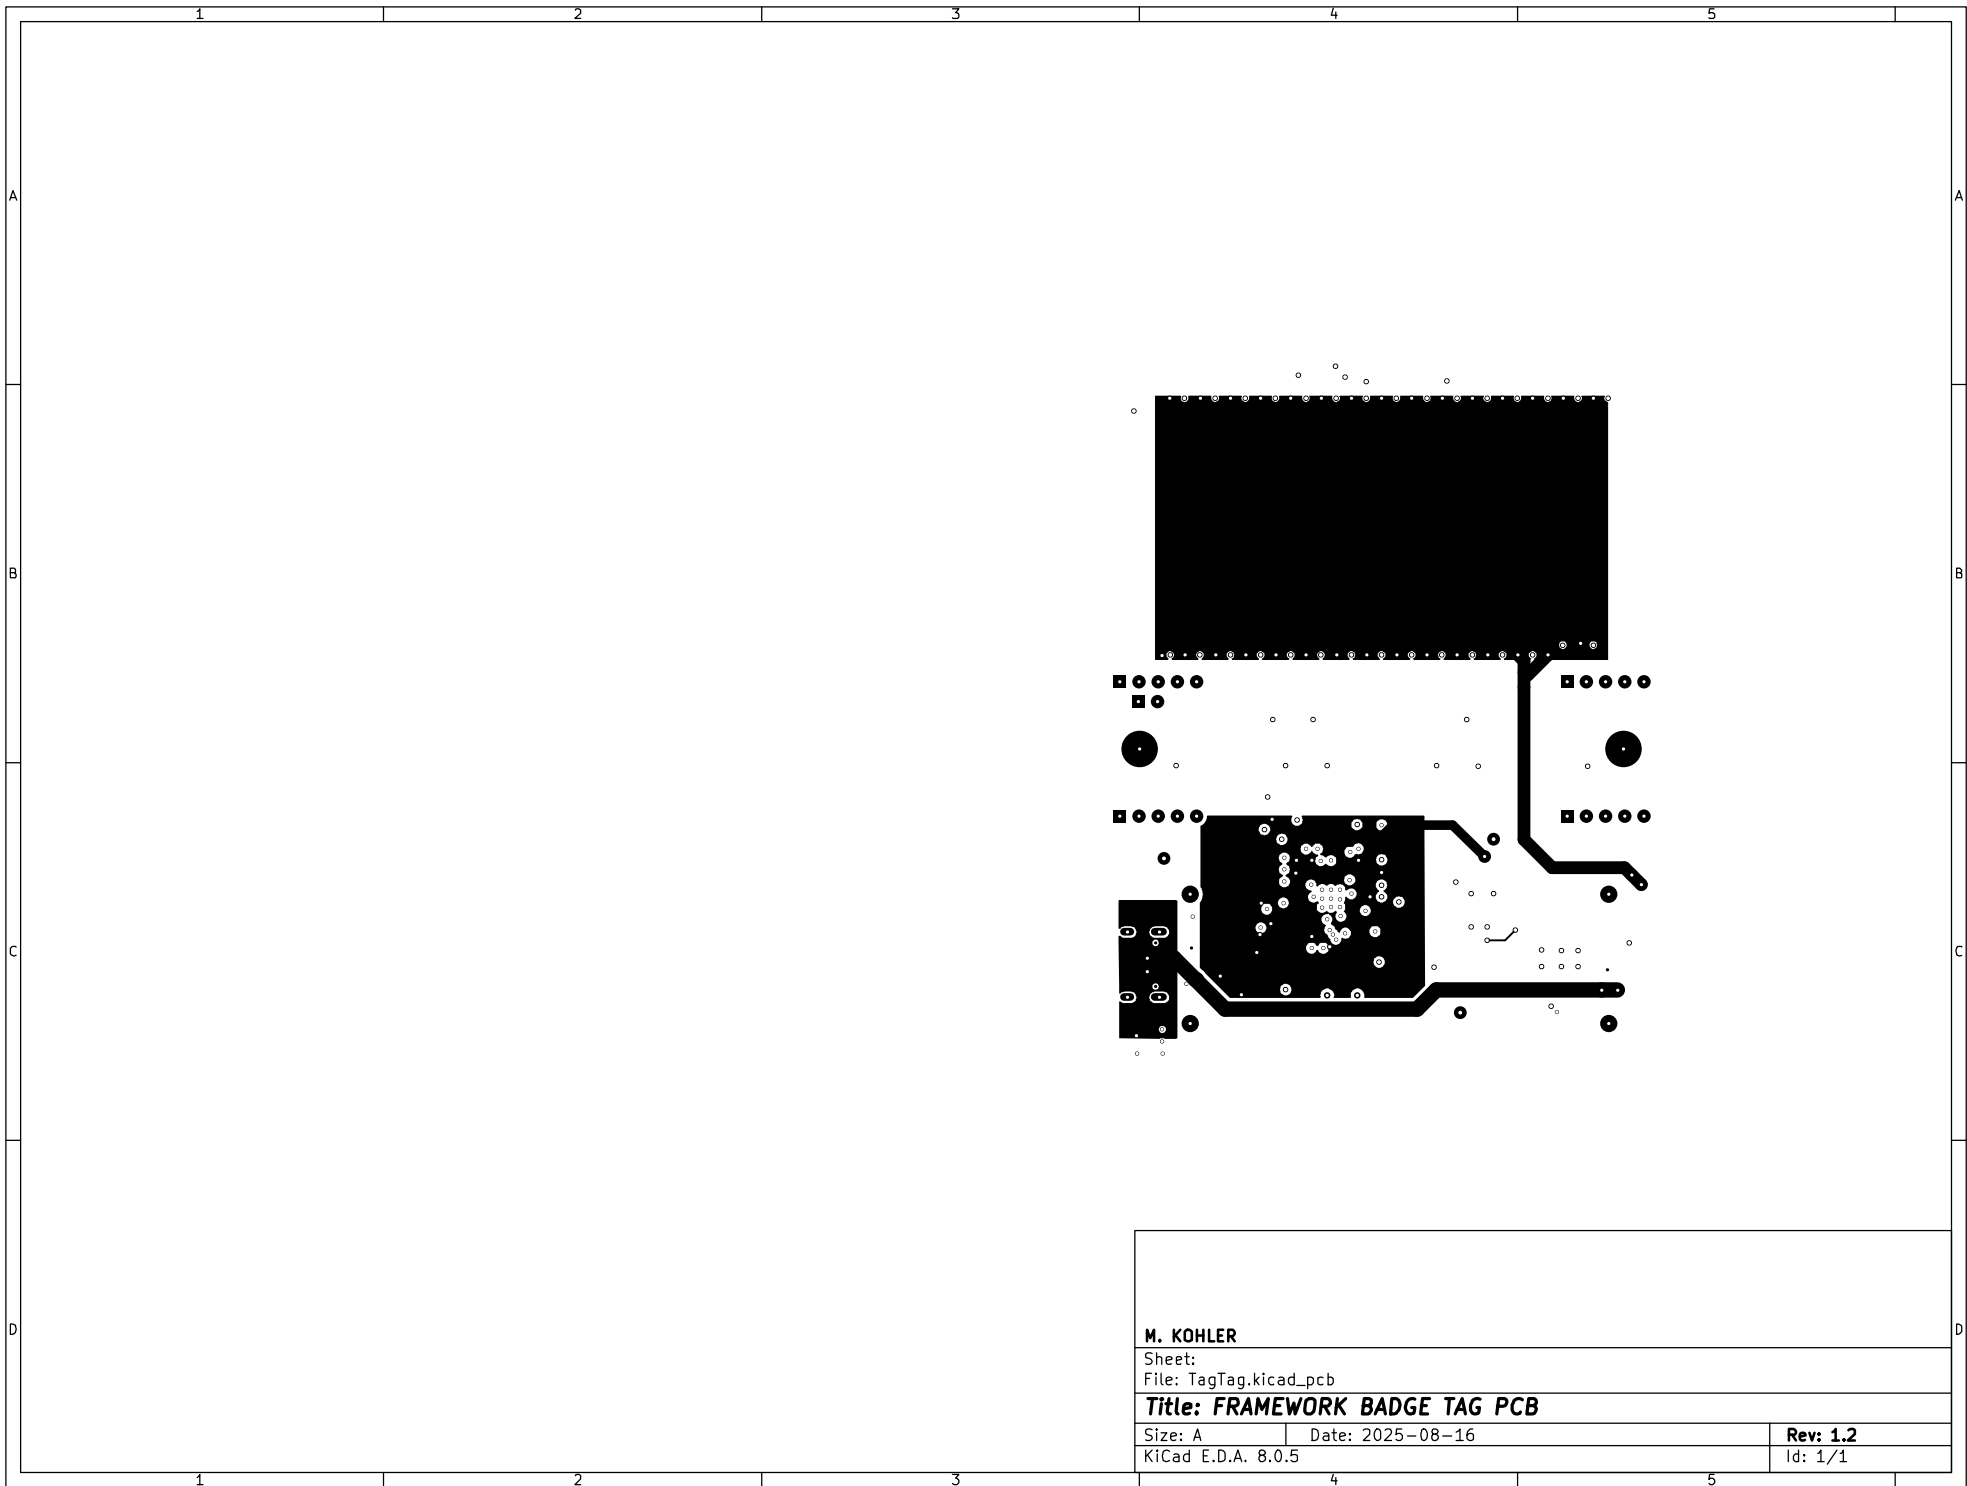 1 2 3 4 5
A A
B B
C C
D D
M. KOHLER
Sheet:
File: TagTag.kicad_pcb
Title: FRAMEWORK BADGE TAG PCB
Size: A Date: 2025-08-16 Rev: 1.2
KiCad E.D.A. 8.0.5 Id: 1/1
1 2 3 4 5